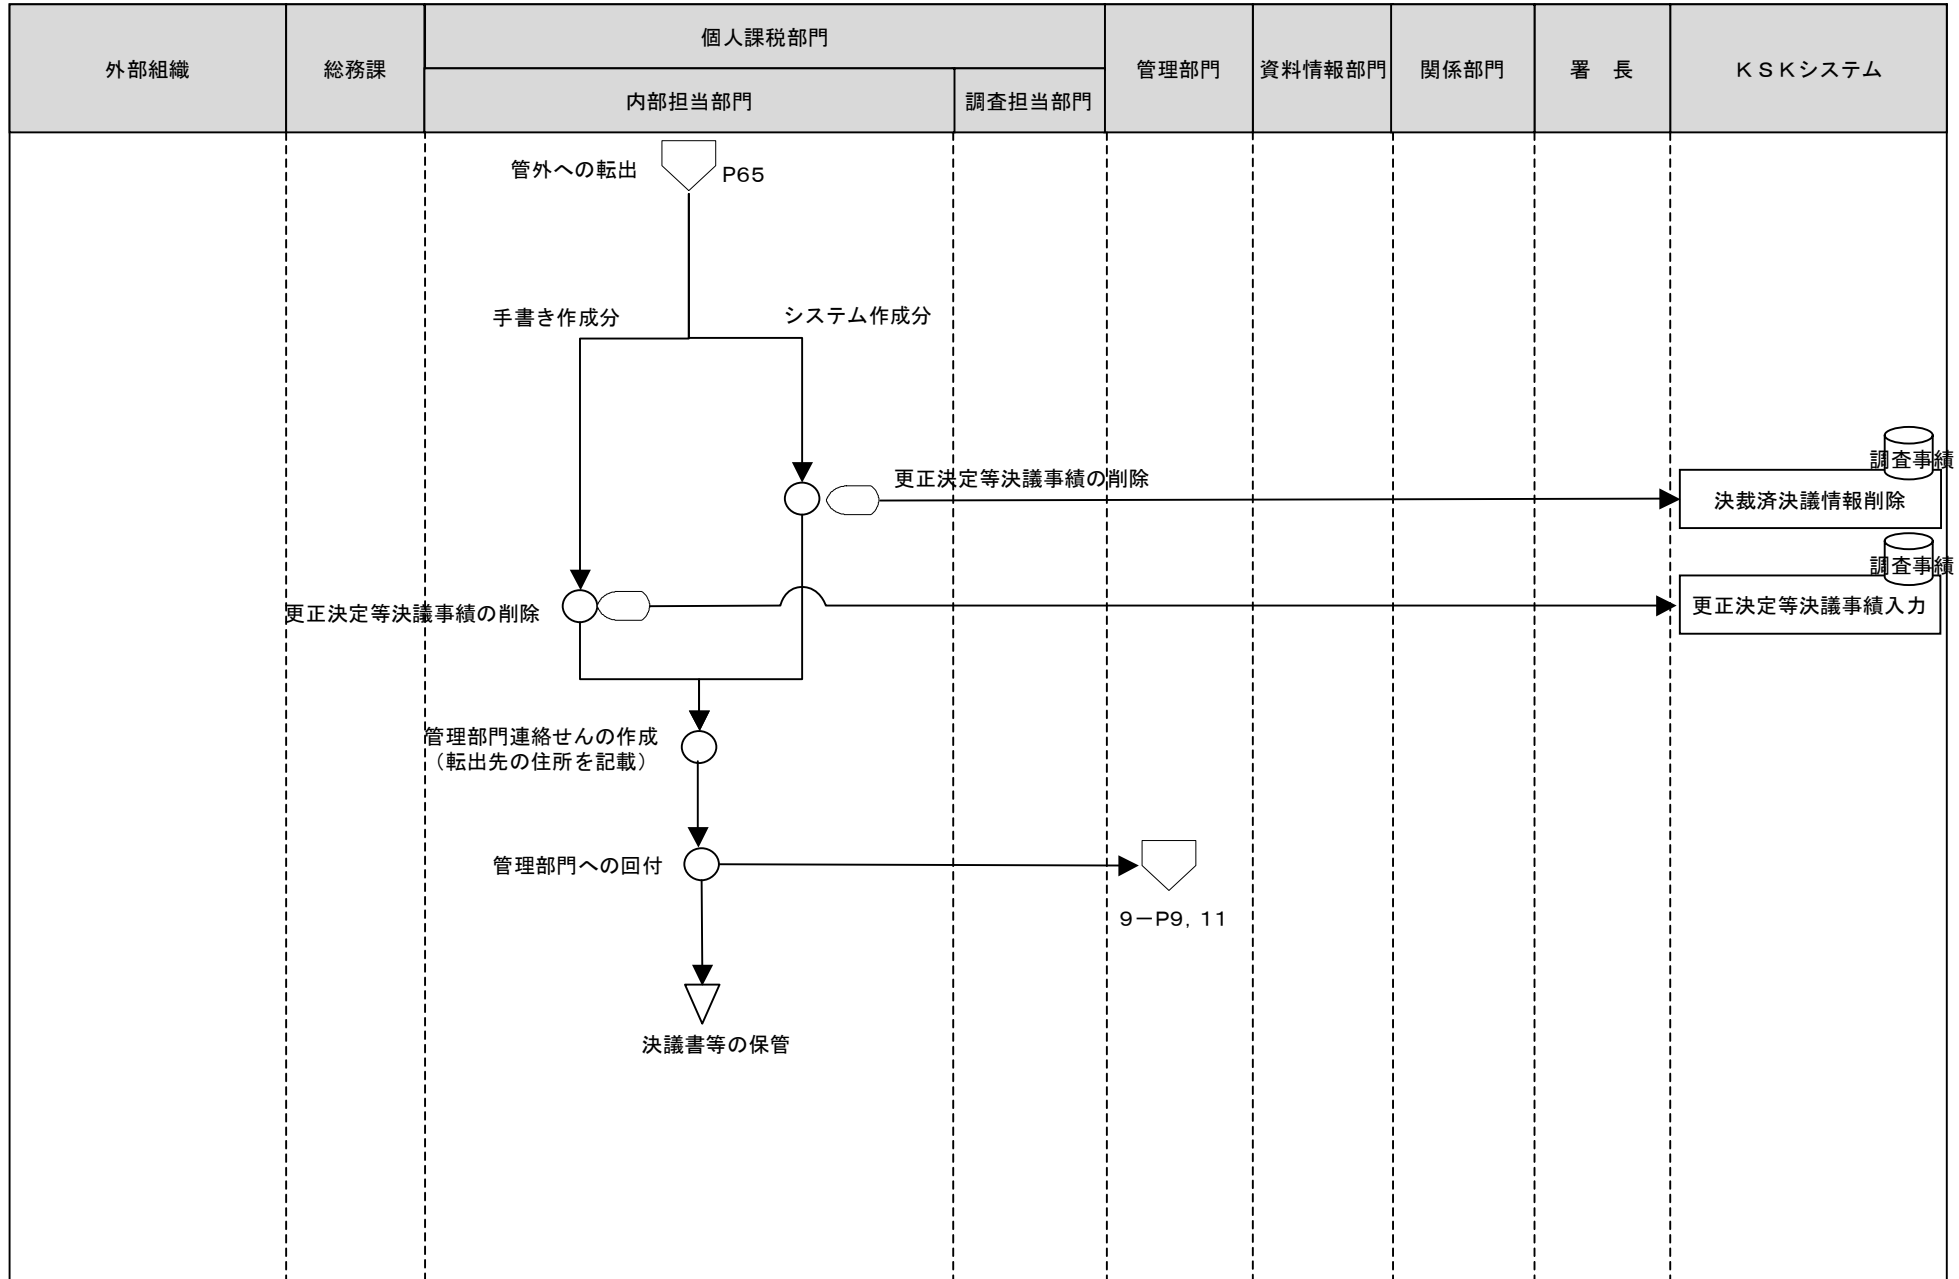 外部組織
総務課
個人課税部門
内部担当部門
調査担当部門
管理部門
資料情報部門
関係部門
署　長
ＫＳＫシステム
管外への転出
P65
手書き作成分
システム作成分
調査事績
更正決定等決議事績の削除
決裁済決議情報削除
調査事績
更正決定等決議事績の削除
更正決定等決議事績入力
管理部門連絡せんの作成
（転出先の住所を記載）
管理部門への回付
9－P9，11
決議書等の保管